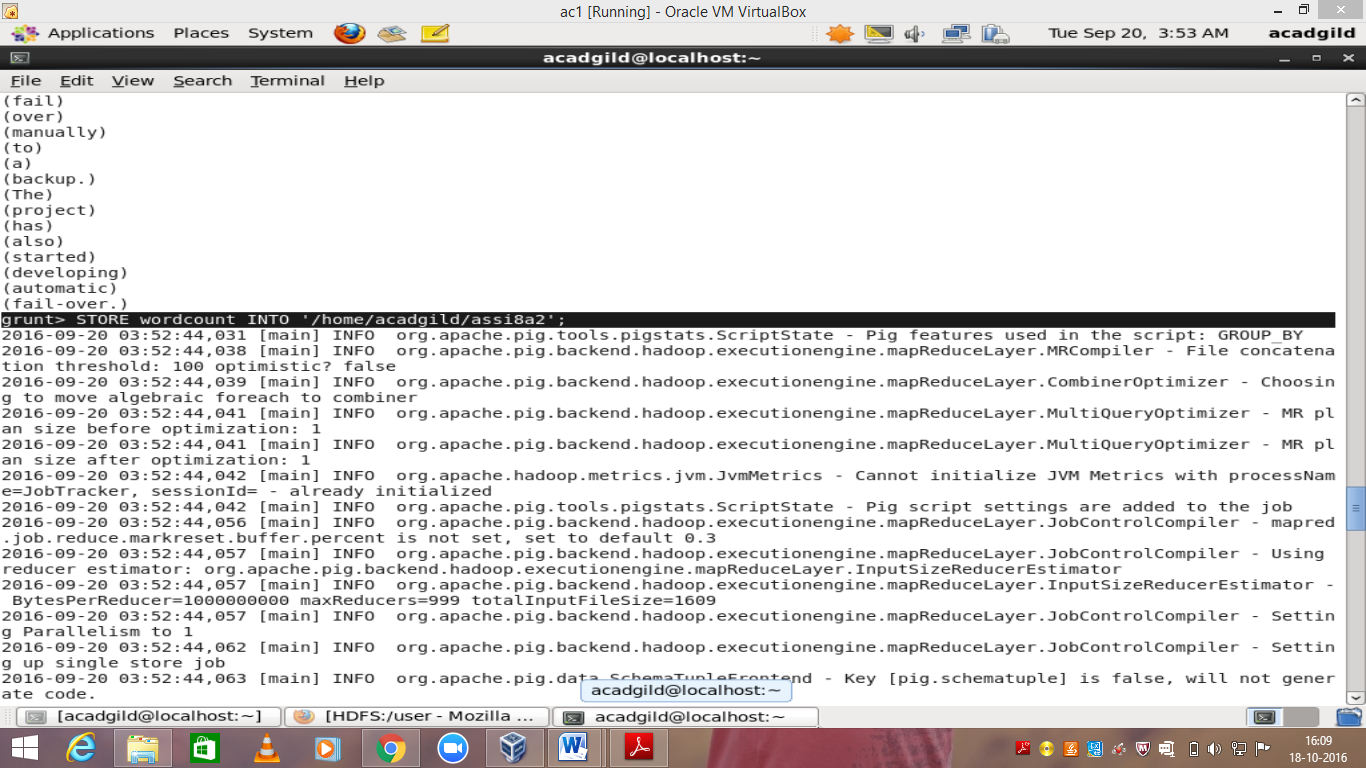 ac1 [Running] - Oracle VM VirtualBox
Applications Places System Tue Sep 20, 3:53 AM acadgild
acadgild@localhost:~
File Edit View Search Terminal Help
(fail)
(over)
(manually)
(to)
(a)
(backup.)
(The)
(project)
(has)
(also)
(started)
(developing)
(automatic)
(fail-over.)
grunt> STORE wordcount INTO '/home/acadgild/assi8a2';
2016-09-20 03:52:44,031 [main] INFO  org.apache.pig.tools.pigstats.ScriptState - Pig features used in the script: GROUP_BY
2016-09-20 03:52:44,038 [main] INFO  org.apache.pig.backend.hadoop.executionengine.mapReduceLayer.MRCompiler - File concatena
tion threshold: 100 optimistic? false
2016-09-20 03:52:44,039 [main] INFO  org.apache.pig.backend.hadoop.executionengine.mapReduceLayer.CombinerOptimizer - Choosin
g to move algebraic foreach to combiner
2016-09-20 03:52:44,041 [main] INFO  org.apache.pig.backend.hadoop.executionengine.mapReduceLayer.MultiQueryOptimizer - MR pl
an size before optimization: 1
2016-09-20 03:52:44,041 [main] INFO  org.apache.pig.backend.hadoop.executionengine.mapReduceLayer.MultiQueryOptimizer - MR pl
an size after optimization: 1
2016-09-20 03:52:44,042 [main] INFO  org.apache.hadoop.metrics.jvm.JvmMetrics - Cannot initialize JVM Metrics with processNam
e=JobTracker, sessionId= - already initialized
2016-09-20 03:52:44,042 [main] INFO  org.apache.pig.tools.pigstats.ScriptState - Pig script settings are added to the job
2016-09-20 03:52:44,056 [main] INFO  org.apache.pig.backend.hadoop.executionengine.mapReduceLayer.JobControlCompiler - mapred
.job.reduce.markreset.buffer.percent is not set, set to default 0.3
2016-09-20 03:52:44,057 [main] INFO  org.apache.pig.backend.hadoop.executionengine.mapReduceLayer.JobControlCompiler - Using
reducer estimator: org.apache.pig.backend.hadoop.executionengine.mapReduceLayer.InputSizeReducerEstimator
2016-09-20 03:52:44,057 [main] INFO  org.apache.pig.backend.hadoop.executionengine.mapReduceLayer.InputSizeReducerEstimator -
 BytesPerReducer=1000000000 maxReducers=999 totalInputFileSize=1609
2016-09-20 03:52:44,057 [main] INFO  org.apache.pig.backend.hadoop.executionengine.mapReduceLayer.JobControlCompiler - Settin
g Parallelism to 1
2016-09-20 03:52:44,062 [main] INFO  org.apache.pig.backend.hadoop.executionengine.mapReduceLayer.JobControlCompiler - Settin
g up single store job
2016-09-20 03:52:44,063 [main] INFO  org.apache.pig.data.SchemaTupleFrontend - Key [pig.schematuple] is false, will not gener
ate code.
acadgild@localhost:~
[acadgild@localhost:~] [HDFS:/user - Mozilla ... acadgild@localhost:~
16:09
18-10-2016